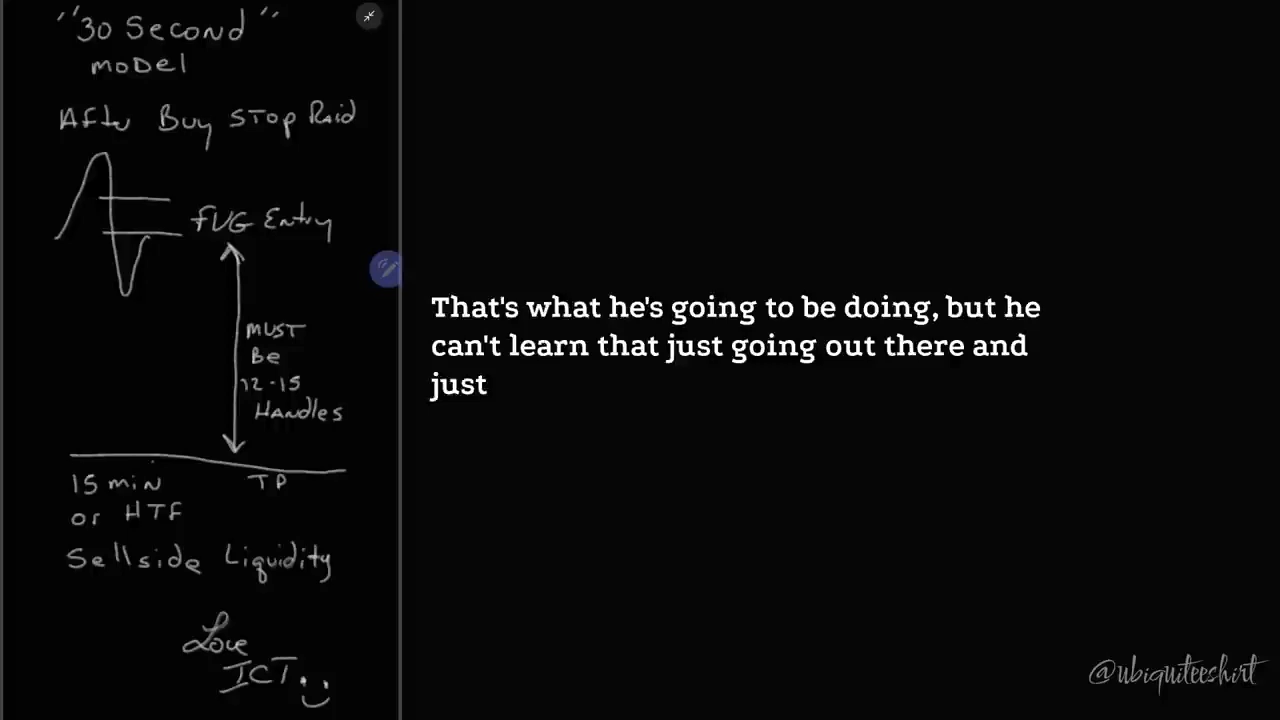 "30 Second"
model
After Buy Stop Raid
FVG Entry
MUST
Be
12-15
HANdles
15 miN
or HTF
TP
Sellside Liquidity
Love
ICT
That's what he's going to be doing, but he
can't learn that just going out there and
just
@ubiquiteeshirt